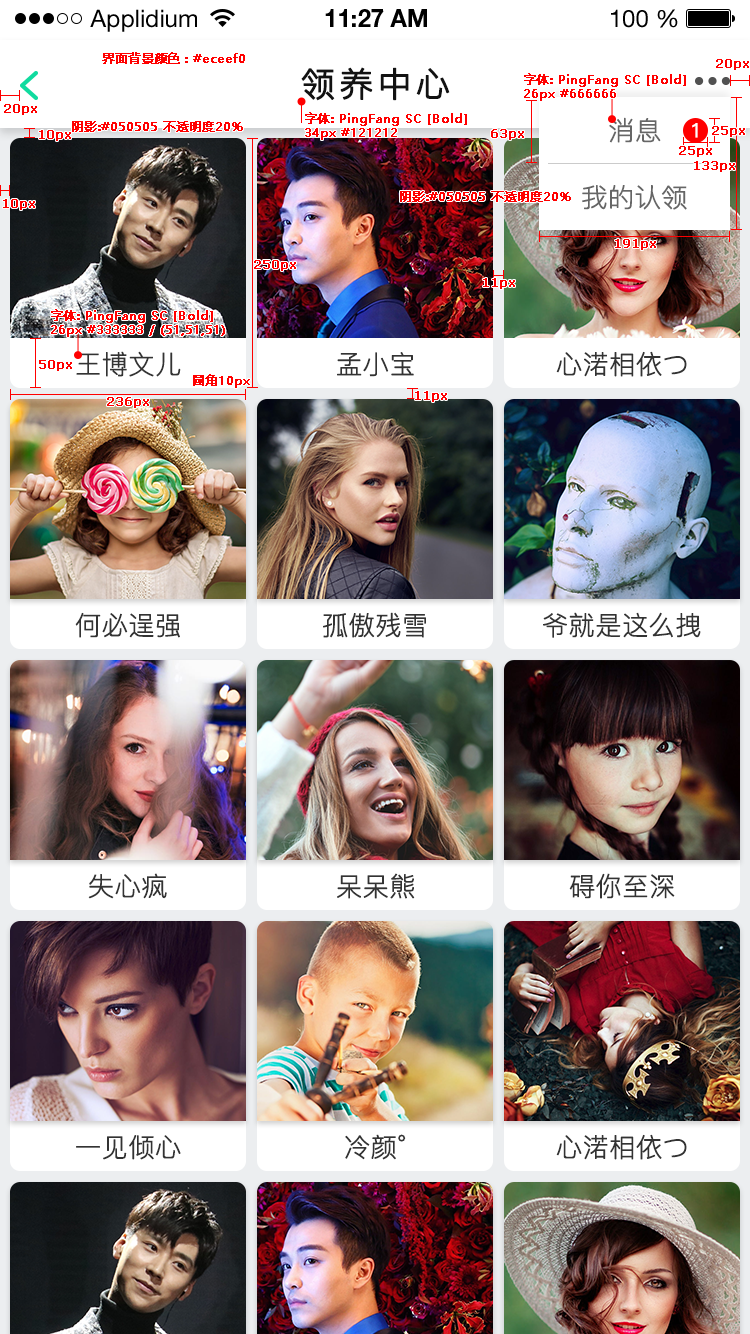 Applidium 11:27 AM 100 %
界面背景颜色：#eceef0
20px
领养中心
字体: PingFang SC [Bold]
26px #666666
20px
阴影:#050505 不透明度20%
10px
字体: PingFang SC [Bold]
34px #121212
63px
消息
1
25px
25px
133px
10px
阴影:#050505 不透明度20%
我的认领
191px
250px
11px
字体: PingFang SC [Bold]
26px #333333 / (51,51,51)
50px
王博文儿
孟小宝
心渃相依つ
圆角10px
236px
11px
何必逞强
孤傲残雪
爷就是这么拽
失心疯
呆呆熊
碍你至深
一见倾心
冷颜°
心渃相依つ